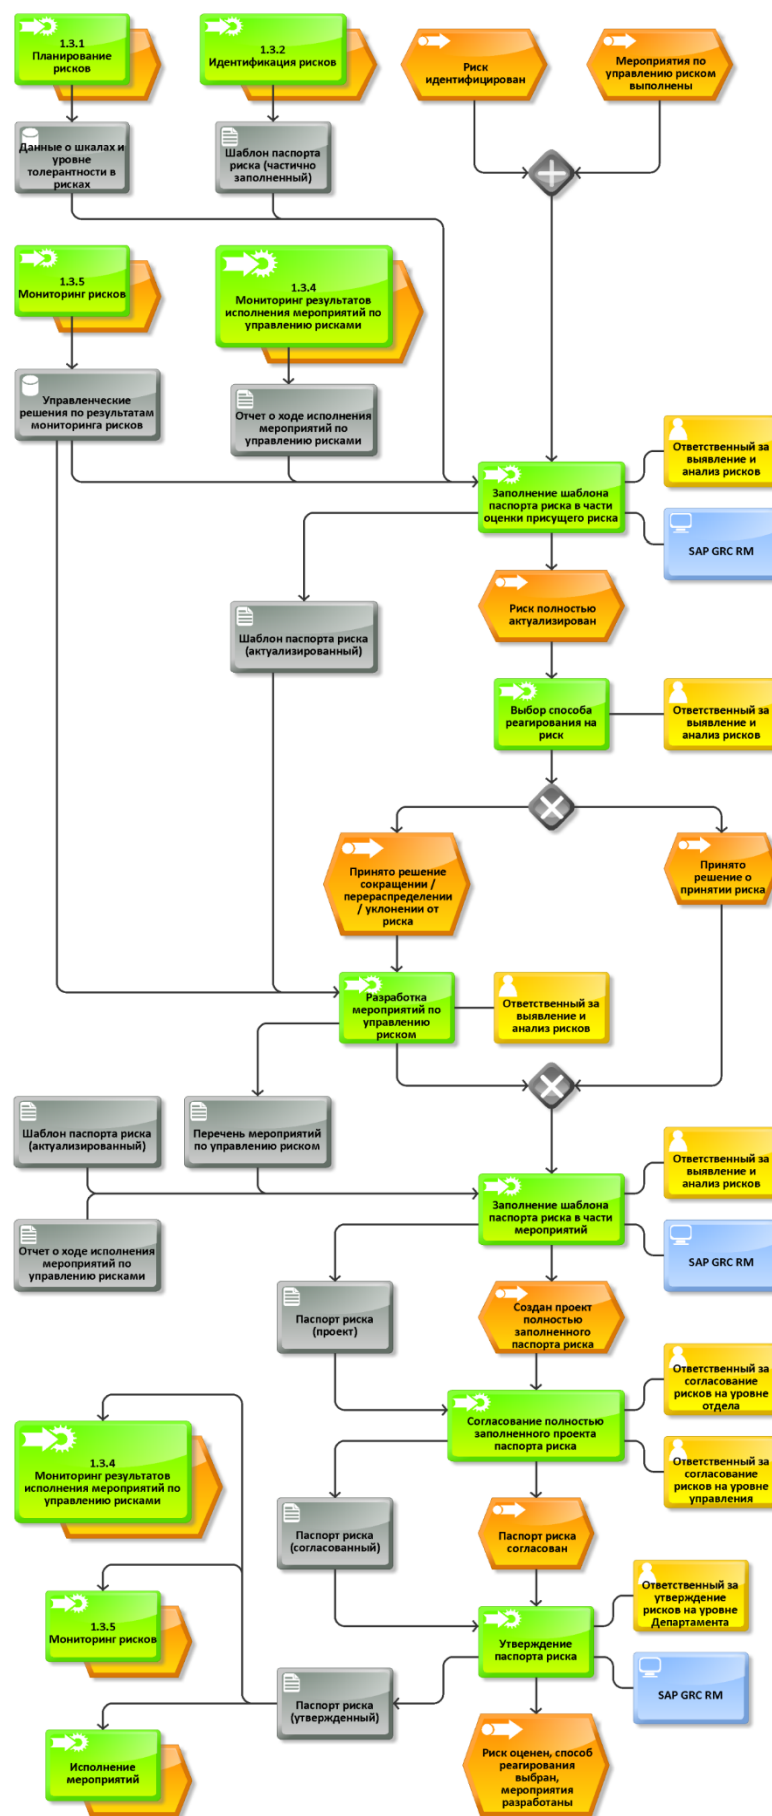 1.3.1
Планирование
рисков
1.3.2
Идентификация рисков
Риск
идентифицирован
Мероприятия по
управлению риском
выполнены
Данные о шкалах и
уровне
толерантности в
рисках
Шаблон паспорта
риска (частично
заполненный)
1.3.5
Мониторинг рисков
1.3.4
Мониторинг результатов
исполнения мероприятий по
управлению рисками
Управленческие
решения по результатам
мониторинга рисков
Отчет о ходе исполнения
мероприятий по
управлению рисками
Ответственный за
выявление и
анализ рисков
Заполнение шаблона
паспорта риска в части
оценки присущего риска
SAP GRC RM
Риск полностью
актуализирован
Шаблон паспорта риска
(актуализированный)
Выбор способа
реагирования на
риск
Ответственный за
выявление и
анализ рисков
Принято решение
сокращении /
перераспределении
/ уклонении от
риска
Принято
решение о
принятии риска
Разработка
мероприятий по
управлению
риском
Ответственный за
выявление и
анализ рисков
Шаблон паспорта риска
(актуализированный)
Перечень мероприятий
по управлению риском
Ответственный за
выявление и
анализ рисков
Заполнение шаблона
паспорта риска в части
мероприятий
Отчет о ходе исполнения
мероприятий по
управлению рисками
SAP GRC RM
Паспорт риска
(проект)
Создан проект
полностью
заполненного
паспорта риска
Ответственный за
согласование
рисков на уровне
отдела
Согласование полностью
заполненного проекта
паспорта риска
1.3.4
Мониторинг результатов
исполнения мероприятий по
управлению рисками
Ответственный за
согласование
рисков на уровне
управления
Паспорт риска
(согласованный)
Паспорт риска
согласован
1.3.5
Мониторинг рисков
Ответственный за
утверждение
рисков на уровне
Департамента
Утверждение
паспорта риска
SAP GRC RM
Паспорт риска
(утвержденный)
Исполнение
мероприятий
Риск оценен, способ
реагирования
выбран,
мероприятия
разработаны